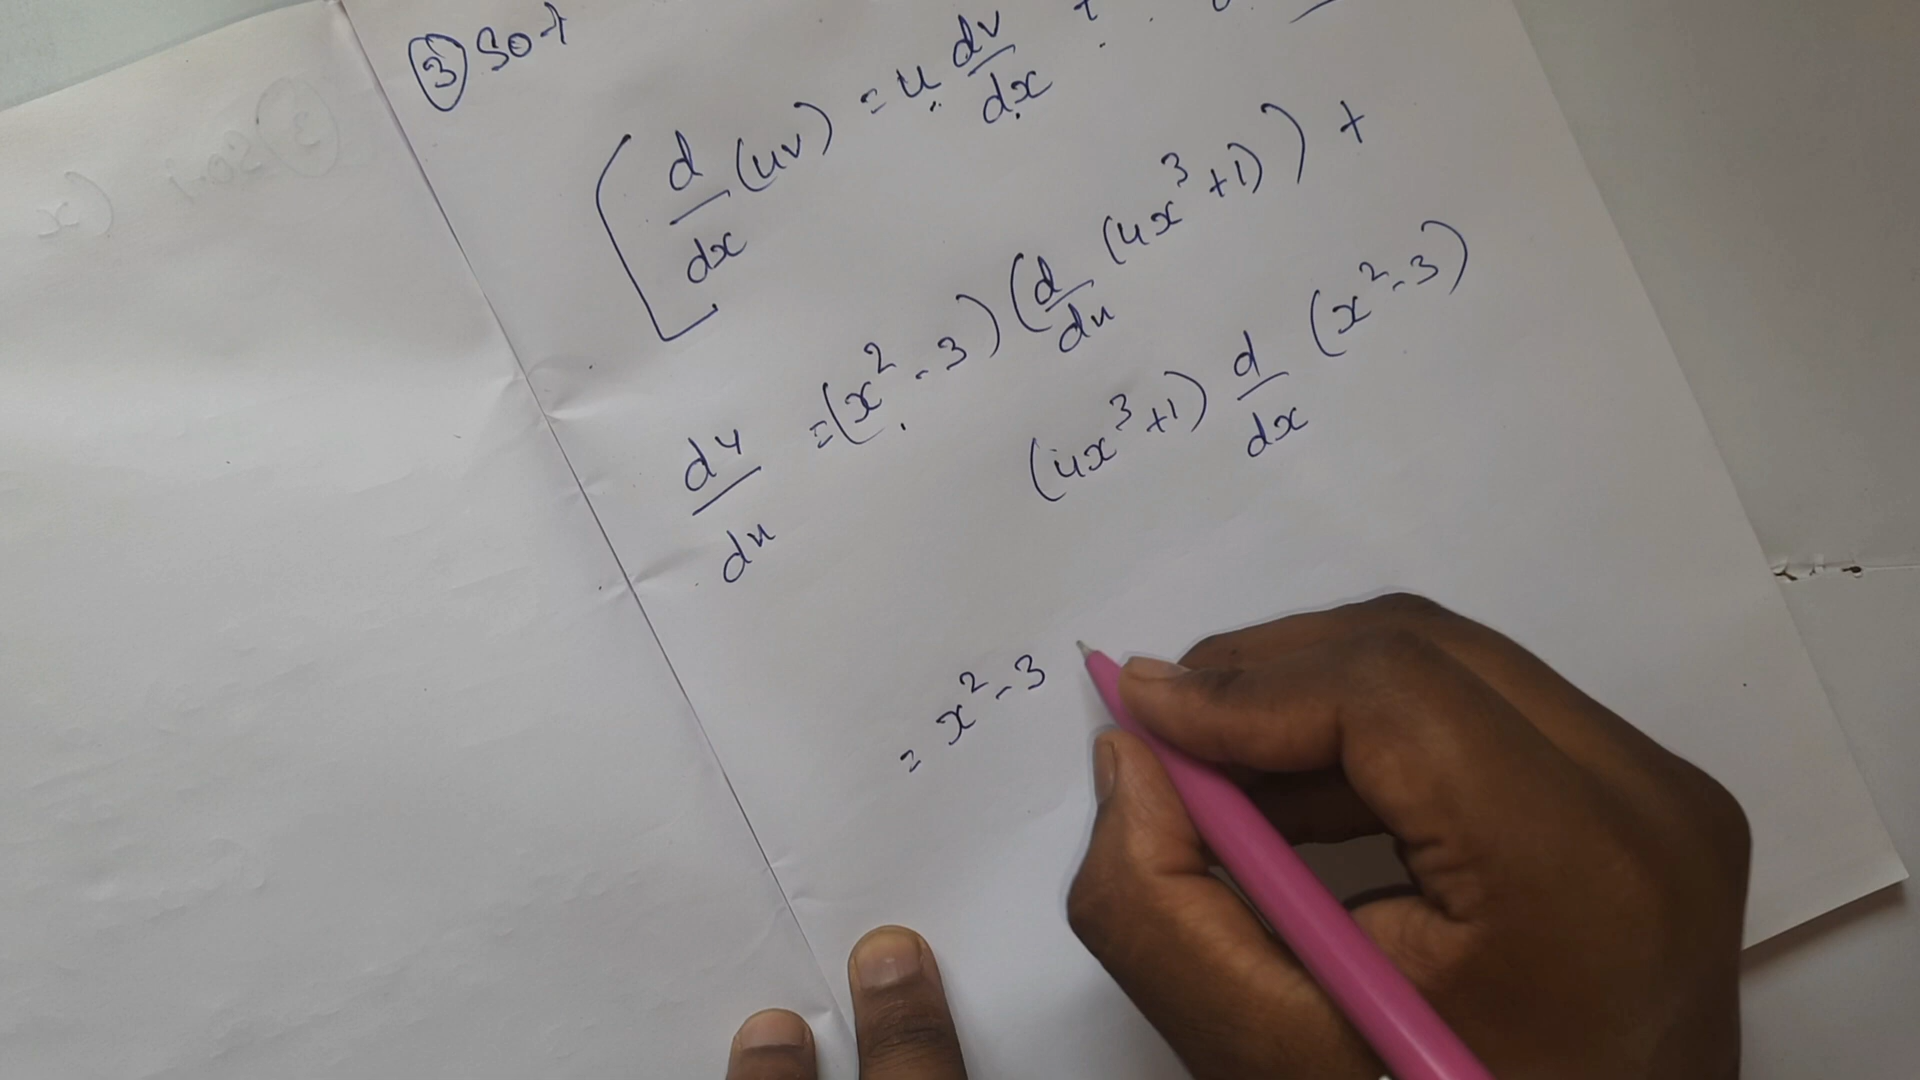 ③ Sol
d/dx (uv) = u dv/dx +
dy/dx = (x² - 3) (d/dx (4x³ + 1)) +
(4x³ + 1) d/dx (x² - 3)
= x² - 3